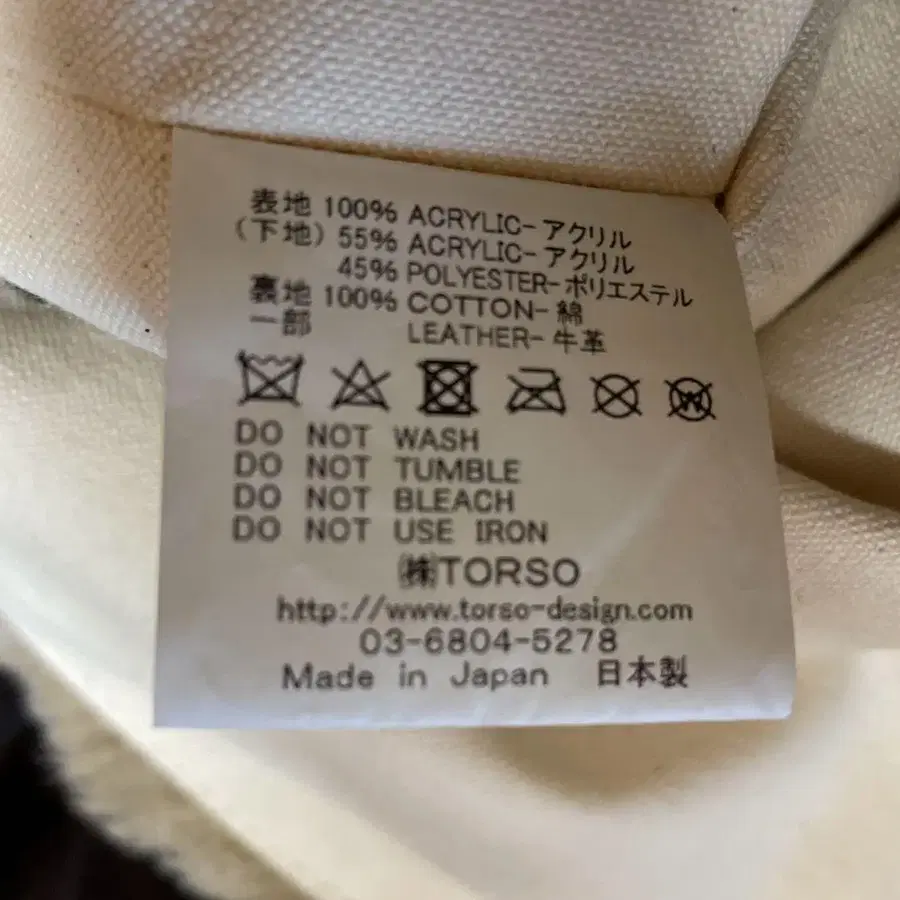 表地 100% ACRYLIC-アクリル
(下地) 55% ACRYLIC-アクリル
45% POLYESTER-ポリエステル
裏地 100% COTTON-綿
一部 LEATHER-牛革
DO NOT WASH
DO NOT TUMBLE
DO NOT BLEACH
DO NOT USE IRON
㈱TORSO
http://www.torso-design.com
03-6804-5278
Made in Japan 日本製